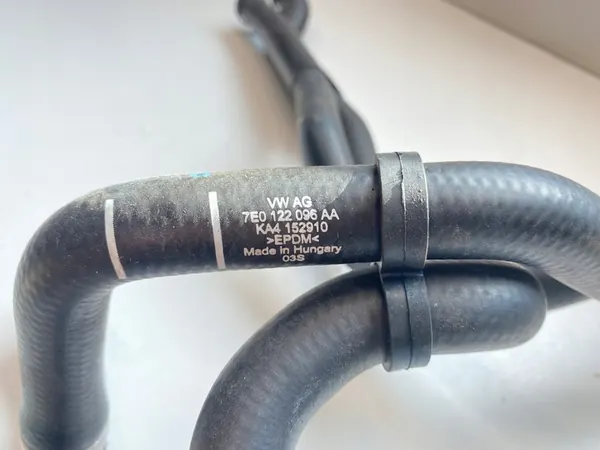 VW AG
7E0 122 096 AA
KA4 152910
>EPDM<
Made in Hungary
03S